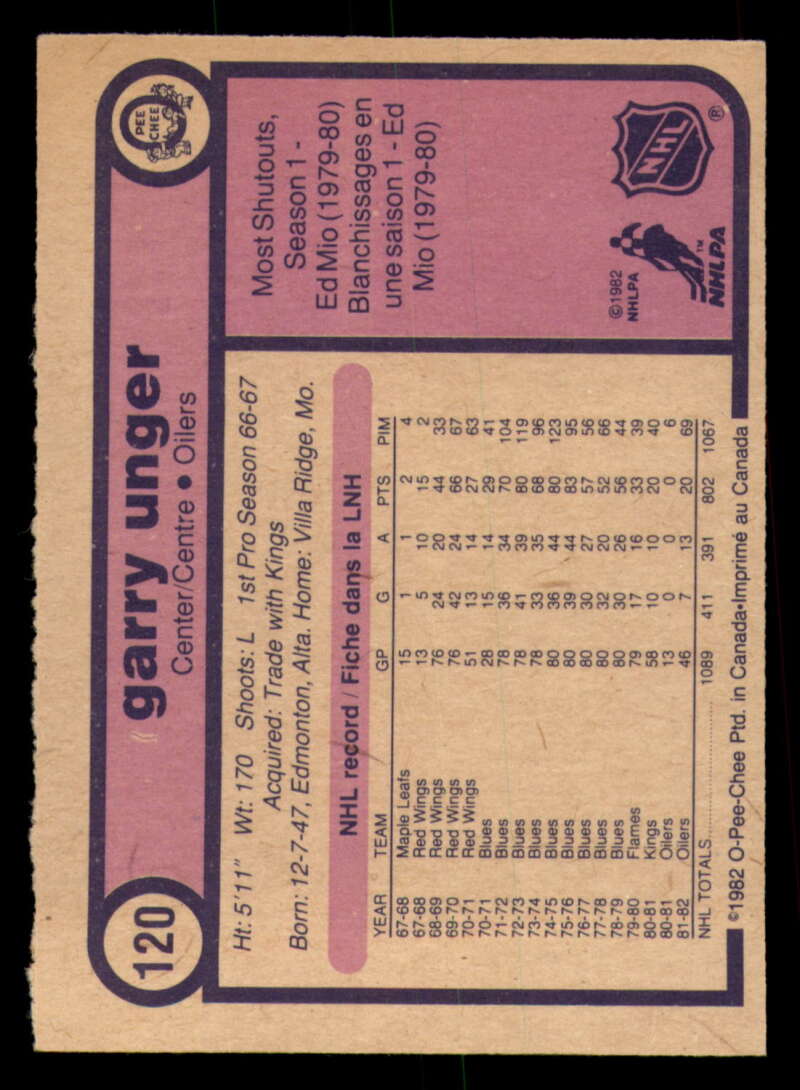 120
garry unger
Center/Centre • Oilers
O
PEE
CHEE
Ht: 5'11" Wt: 170 Shoots: L 1st Pro Season 66-67
Acquired: Trade with Kings
Born: 12-7-47, Edmonton, Alta. Home: Villa Ridge, Mo.
NHL record / Fiche dans la LNH
YEAR TEAM GP G A PTS PIM
67-68 Maple Leafs 15 1 1 2 4
67-68 Red Wings 13 5 10 15 2
68-69 Red Wings 76 24 20 44 33
69-70 Red Wings 76 42 24 66 67
70-71 Red Wings 51 13 14 27 63
70-71 Blues 28 15 14 29 41
71-72 Blues 78 36 34 70 104
72-73 Blues 78 41 39 80 119
73-74 Blues 78 33 35 68 96
74-75 Blues 80 36 44 80 123
75-76 Blues 80 39 44 83 95
76-77 Blues 80 30 27 57 56
77-78 Blues 80 32 20 52 66
78-79 Blues 80 30 26 56 44
79-80 Flames 79 17 16 33 39
80-81 Kings 58 10 10 20 40
80-81 Oilers 13 0 0 0 6
81-82 Oilers 46 7 13 20 69
NHL TOTALS 1089 411 391 802 1067
©1982 O-Pee-Chee Ptd. in Canada•Imprimé au Canada
Most Shutouts,
Season 1 -
Ed Mio (1979-80)
Blanchissages en
une saison 1 - Ed
Mio (1979-80)
©1982
NHLPA
™
NHLPA
NHL
®